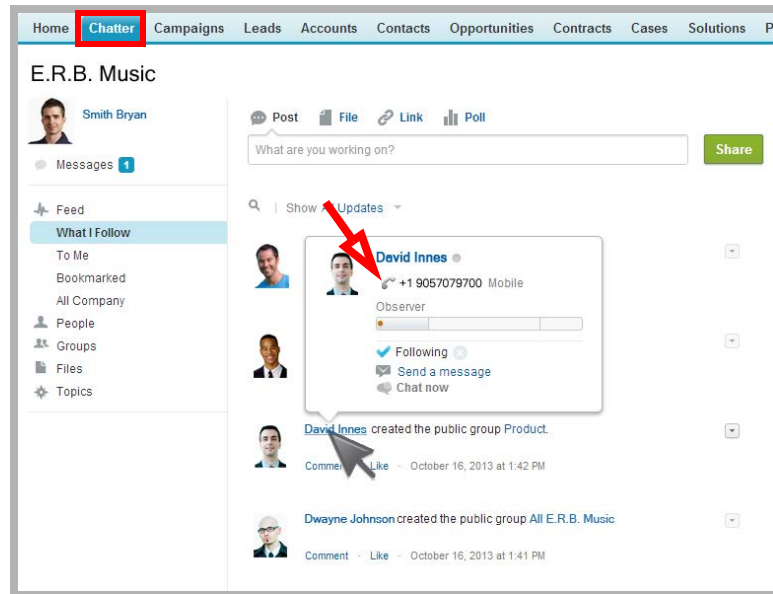 Home Chatter Campaigns Leads Accounts Contacts Opportunities Contracts Cases Solutions P
E.R.B. Music
Smith Bryan
Messages 1
Post File Link Poll
What are you working on?
Share
Show All Updates
Feed
What I Follow
To Me
Bookmarked
All Company
People
Groups
Files
Topics
David Innes
+1 9057079700 Mobile
Observer
Following
Send a message
Chat now
David Innes created the public group Product.
Comment Like · October 16, 2013 at 1:42 PM
Dwayne Johnson created the public group All E.R.B. Music
Comment · Like · October 16, 2013 at 1:41 PM